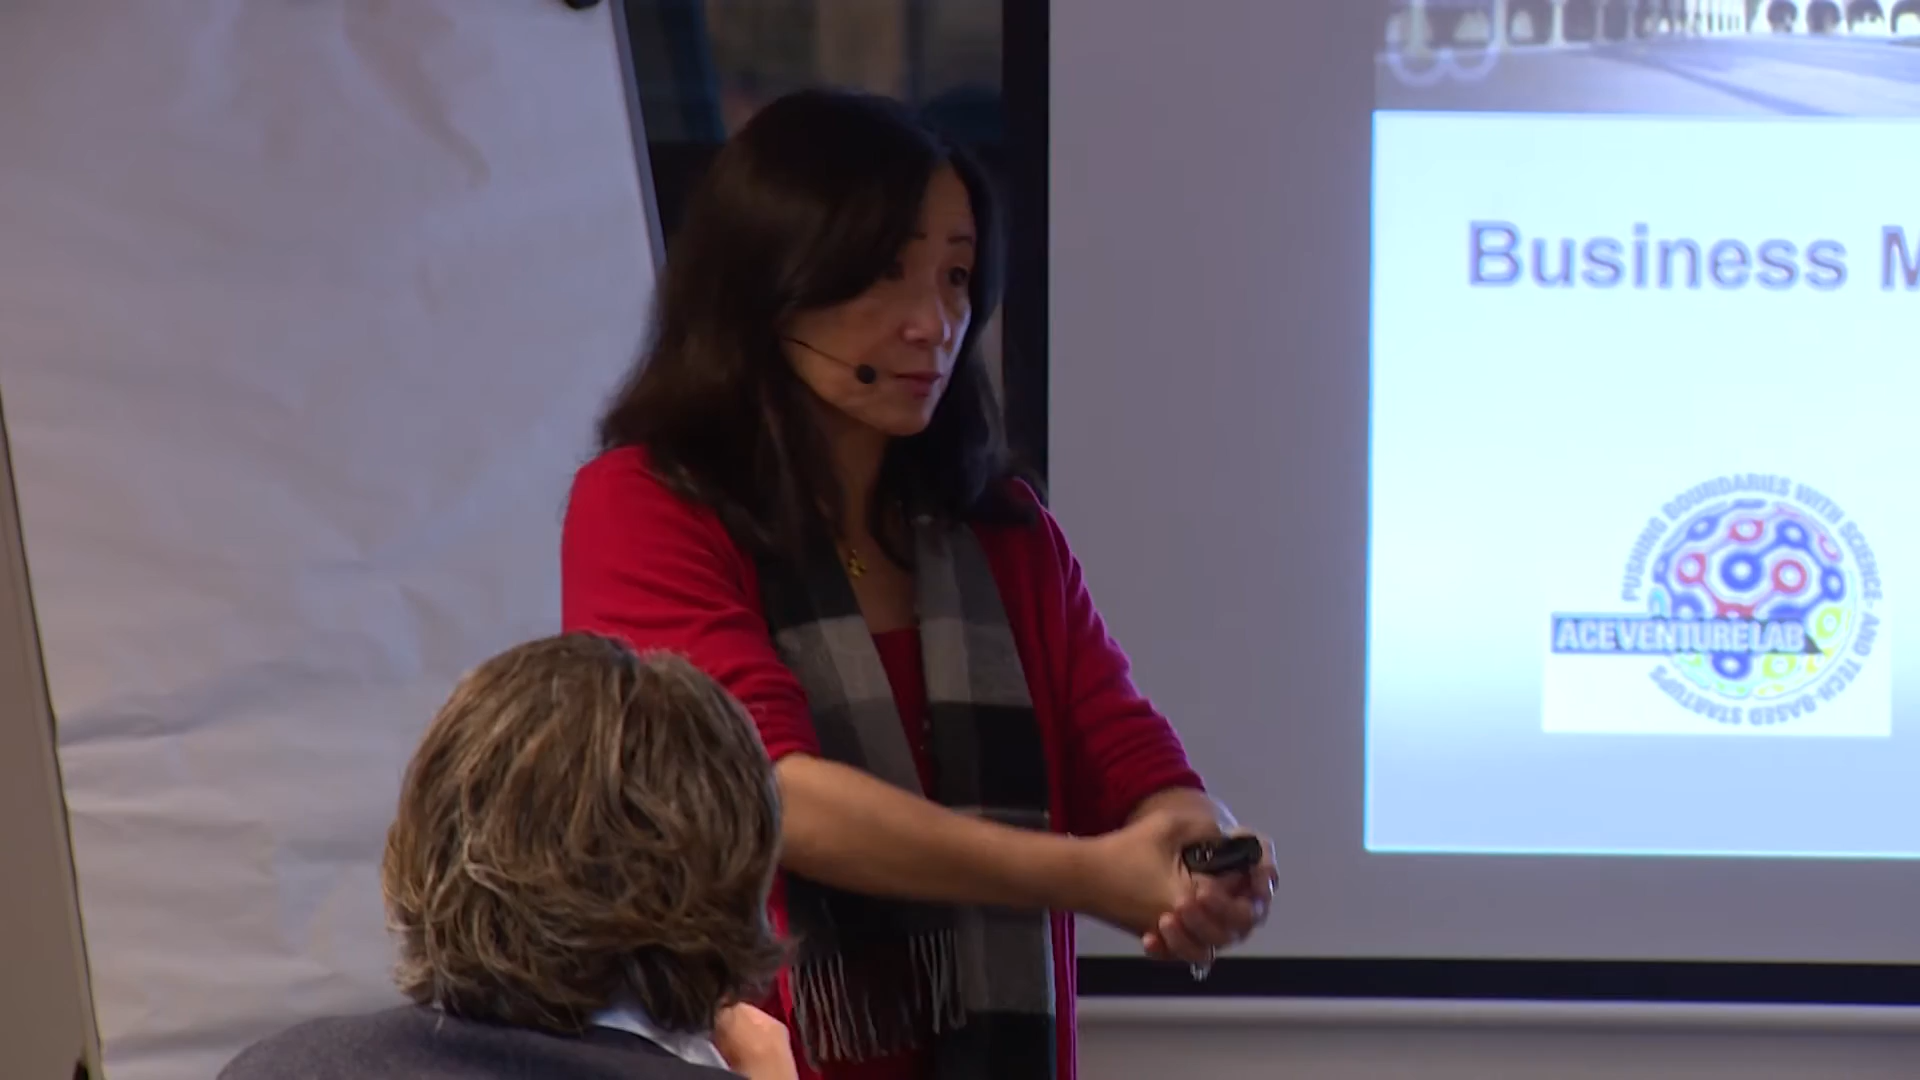 Business M
PUSHING BOUNDARIES WITH SCIENCE- AND TECH-BASED STARTUPS
ACEVENTURELAB